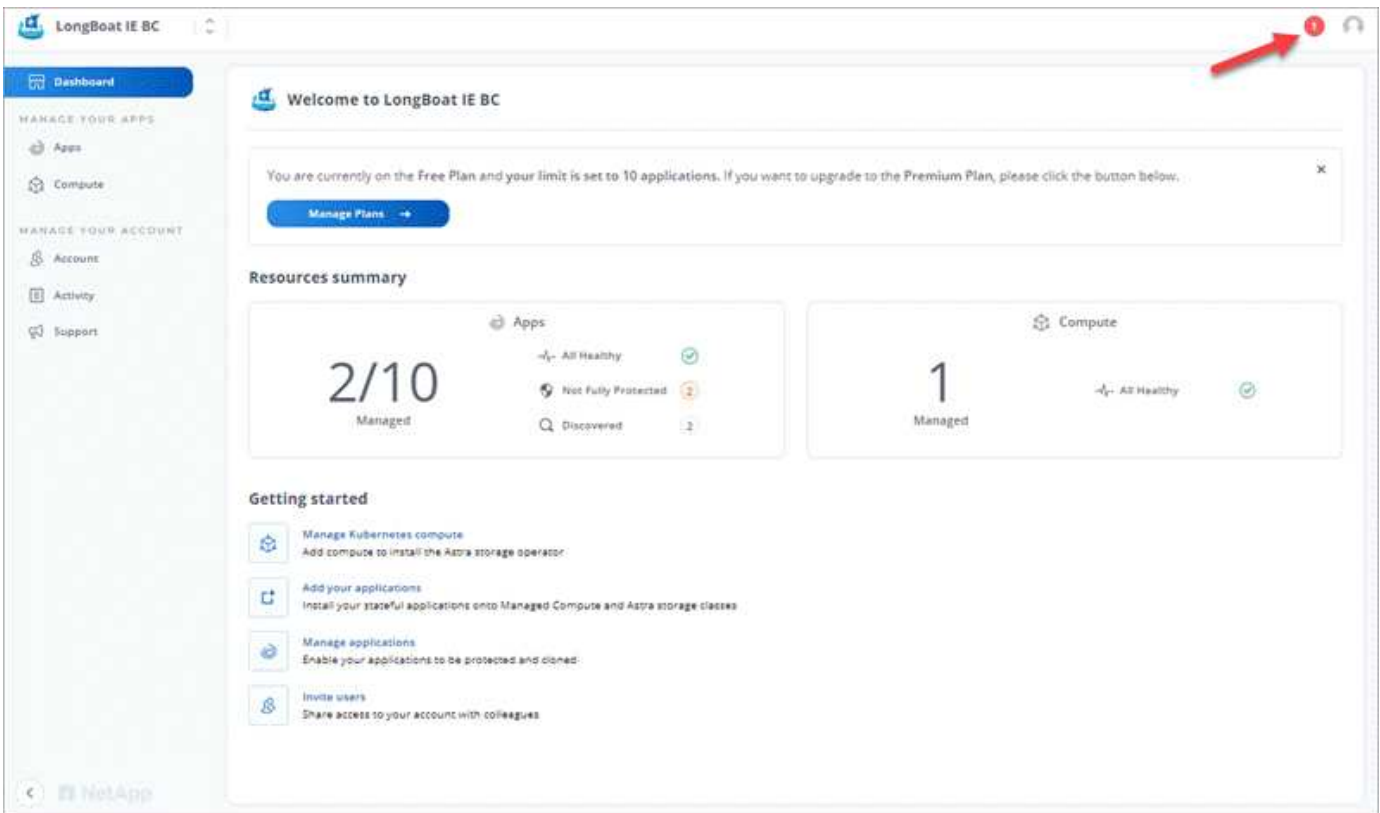 LongBoat IE BC
1
Dashboard
MANAGE YOUR APPS
Apps
Compute
MANAGE YOUR ACCOUNT
Account
Activity
Support
NetApp
Welcome to LongBoat IE BC
You are currently on the Free Plan and your limit is set to 10 applications. If you want to upgrade to the Premium Plan, please click the button below.
Manage Plans
Resources summary
Apps
2/10
Managed
All Healthy
Not Fully Protected 2
Discovered 2
Compute
1
Managed
All Healthy
Getting started
Manage Kubernetes compute
Add compute to install the Astra storage operator
Add your applications
Install your stateful applications onto Managed Compute and Astra storage classes
Manage applications
Enable your applications to be protected and cloned
Invite users
Share access to your account with colleagues